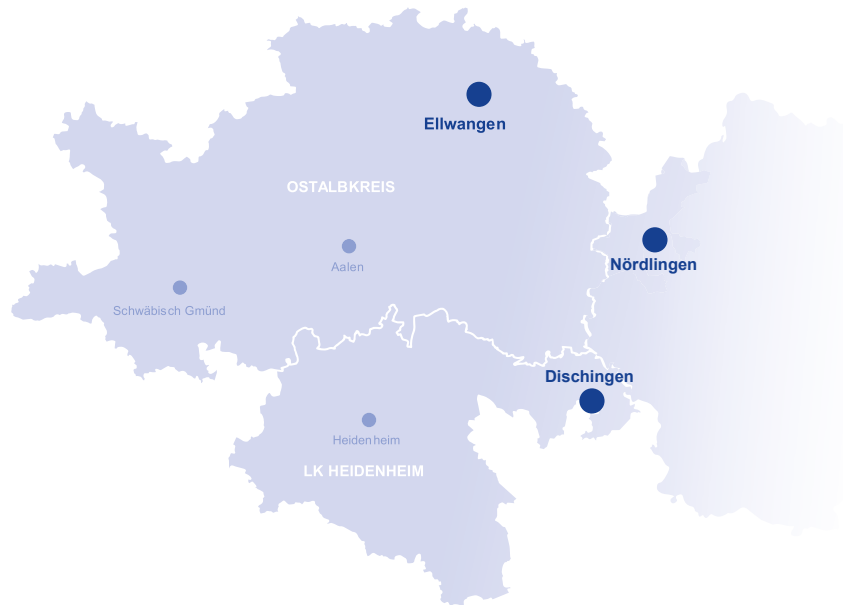 Ellwangen
OSTALBKREIS
Aalen
Nördlingen
Schwäbisch Gmünd
Dischingen
Heidenheim
LK HEIDENHEIM